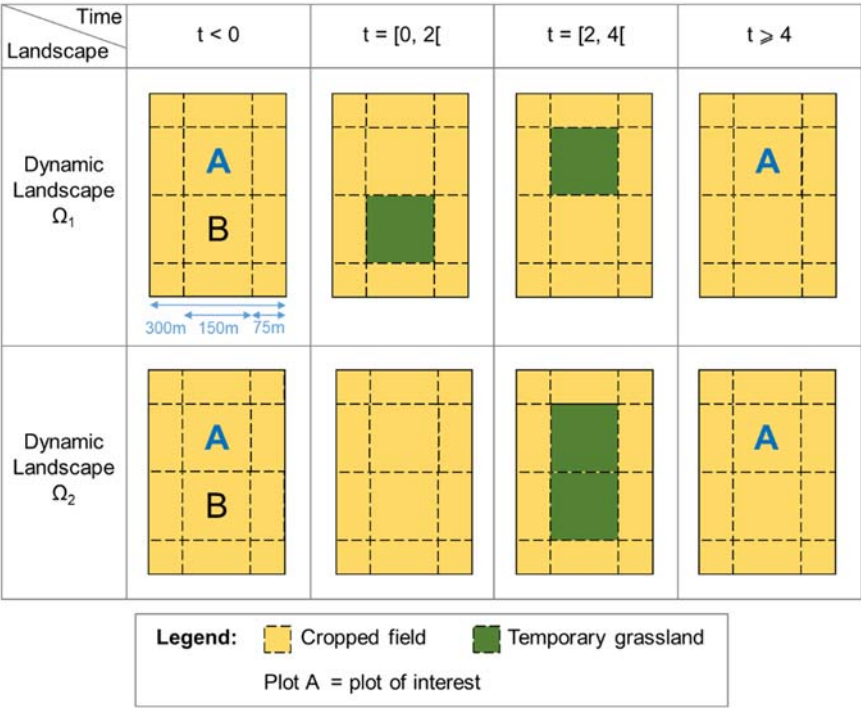 Time
Landscape
t < 0
t = [0, 2[
t = [2, 4[
t ⩾ 4
Dynamic
Landscape
Ω₁
A
B
A
300m 150m 75m
Dynamic
Landscape
Ω₂
A
B
A
Legend: Cropped field Temporary grassland
Plot A = plot of interest